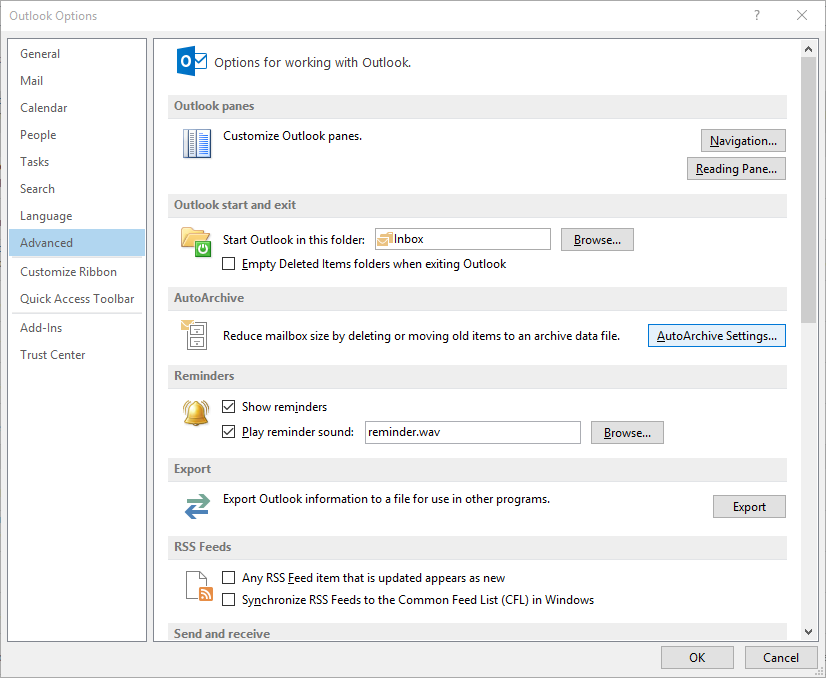 Outlook Options
?
General
Mail
Calendar
People
Tasks
Search
Language
Advanced
Customize Ribbon
Quick Access Toolbar
Add-Ins
Trust Center
Options for working with Outlook.
Outlook panes
Customize Outlook panes.
Navigation...
Reading Pane...
Outlook start and exit
Start Outlook in this folder: Inbox Browse...
Empty Deleted Items folders when exiting Outlook
AutoArchive
Reduce mailbox size by deleting or moving old items to an archive data file. AutoArchive Settings...
Reminders
Show reminders
Play reminder sound: reminder.wav Browse...
Export
Export Outlook information to a file for use in other programs.
Export
RSS Feeds
Any RSS Feed item that is updated appears as new
Synchronize RSS Feeds to the Common Feed List (CFL) in Windows
Send and receive
OK Cancel